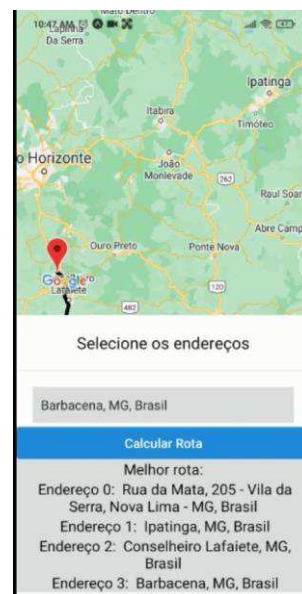 Mato Dentro
10:47 AM
Lapinha
Da Serra
Ipatinga
Itabira
Timóteo
o Horizonte
João
Monlevade
262
Raul Soar
Abre Camp
Ouro Preto
Ponte Nova
Google
Lafaiete
120
482
Selecione os endereços
Barbacena, MG, Brasil
Calcular Rota
Melhor rota:
Endereço 0: Rua da Mata, 205 - Vila da
Serra, Nova Lima - MG, Brasil
Endereço 1: Ipatinga, MG, Brasil
Endereço 2: Conselheiro Lafaiete, MG,
Brasil
Endereço 3: Barbacena, MG, Brasil